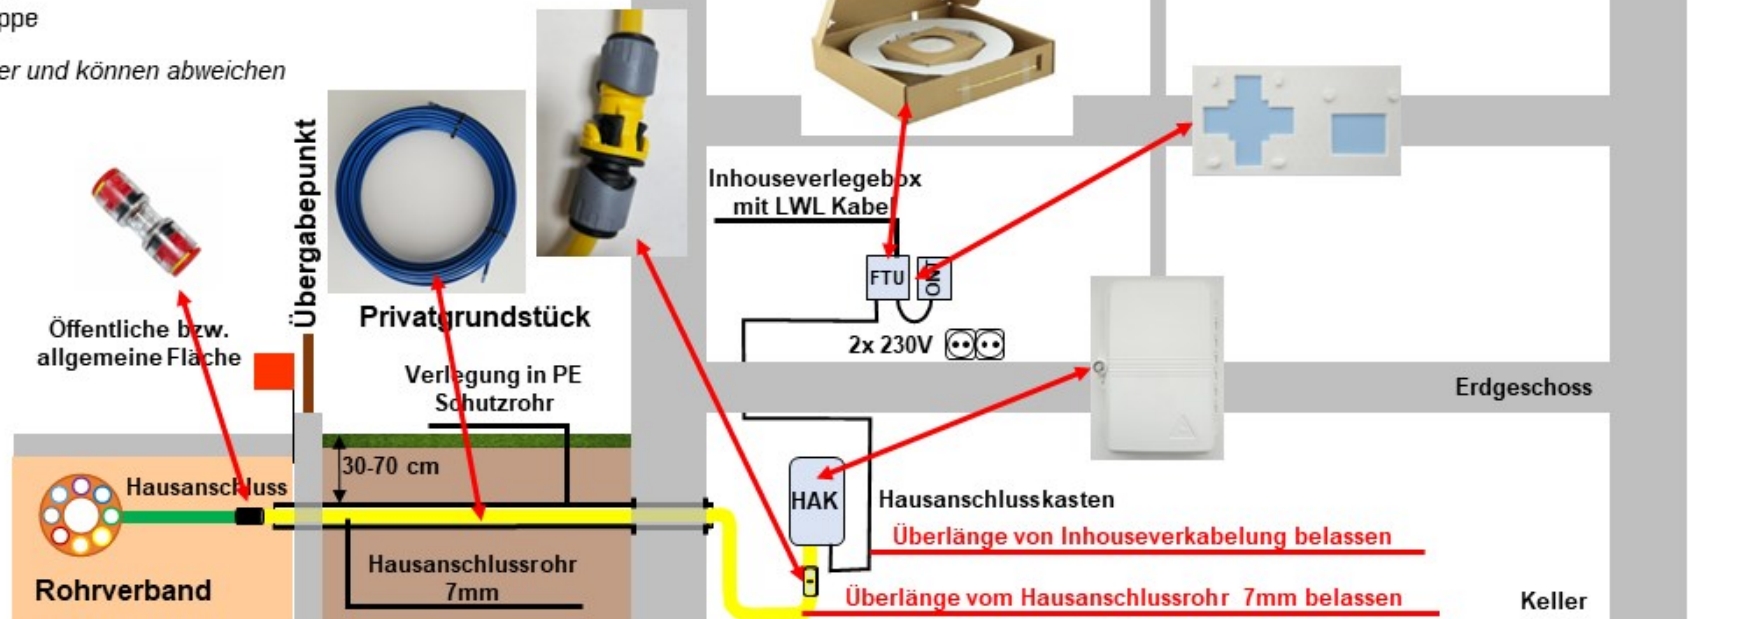 ppe
er und können abweichen
Übergabepunkt
Inhouseverlegebox
mit LWL Kabel
FTU
ONT
Privatgrundstück
Öffentliche bzw.
allgemeine Fläche
2x 230V
Verlegung in PE
Schutzrohr
Erdgeschoss
30-70 cm
Hausanschluss
HAK
Hausanschlusskasten
Überlänge von Inhouseverkabelung belassen
Hausanschlussrohr
7mm
Rohrverband
Überlänge vom Hausanschlussrohr 7mm belassen
Keller